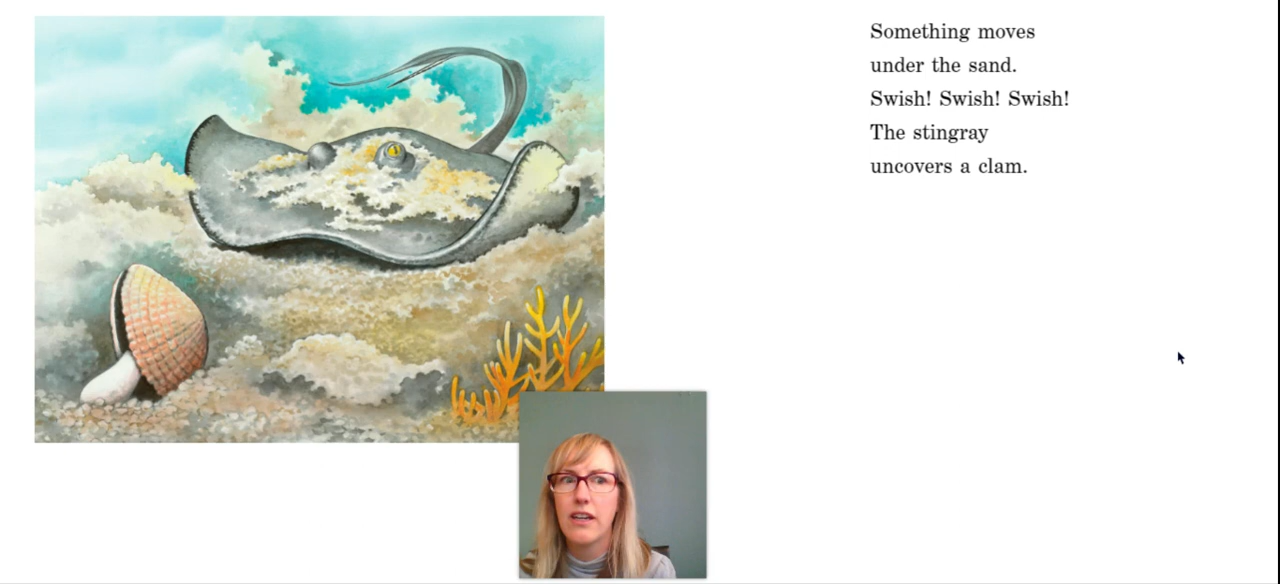 Something moves
under the sand.
Swish! Swish! Swish!
The stingray
uncovers a clam.